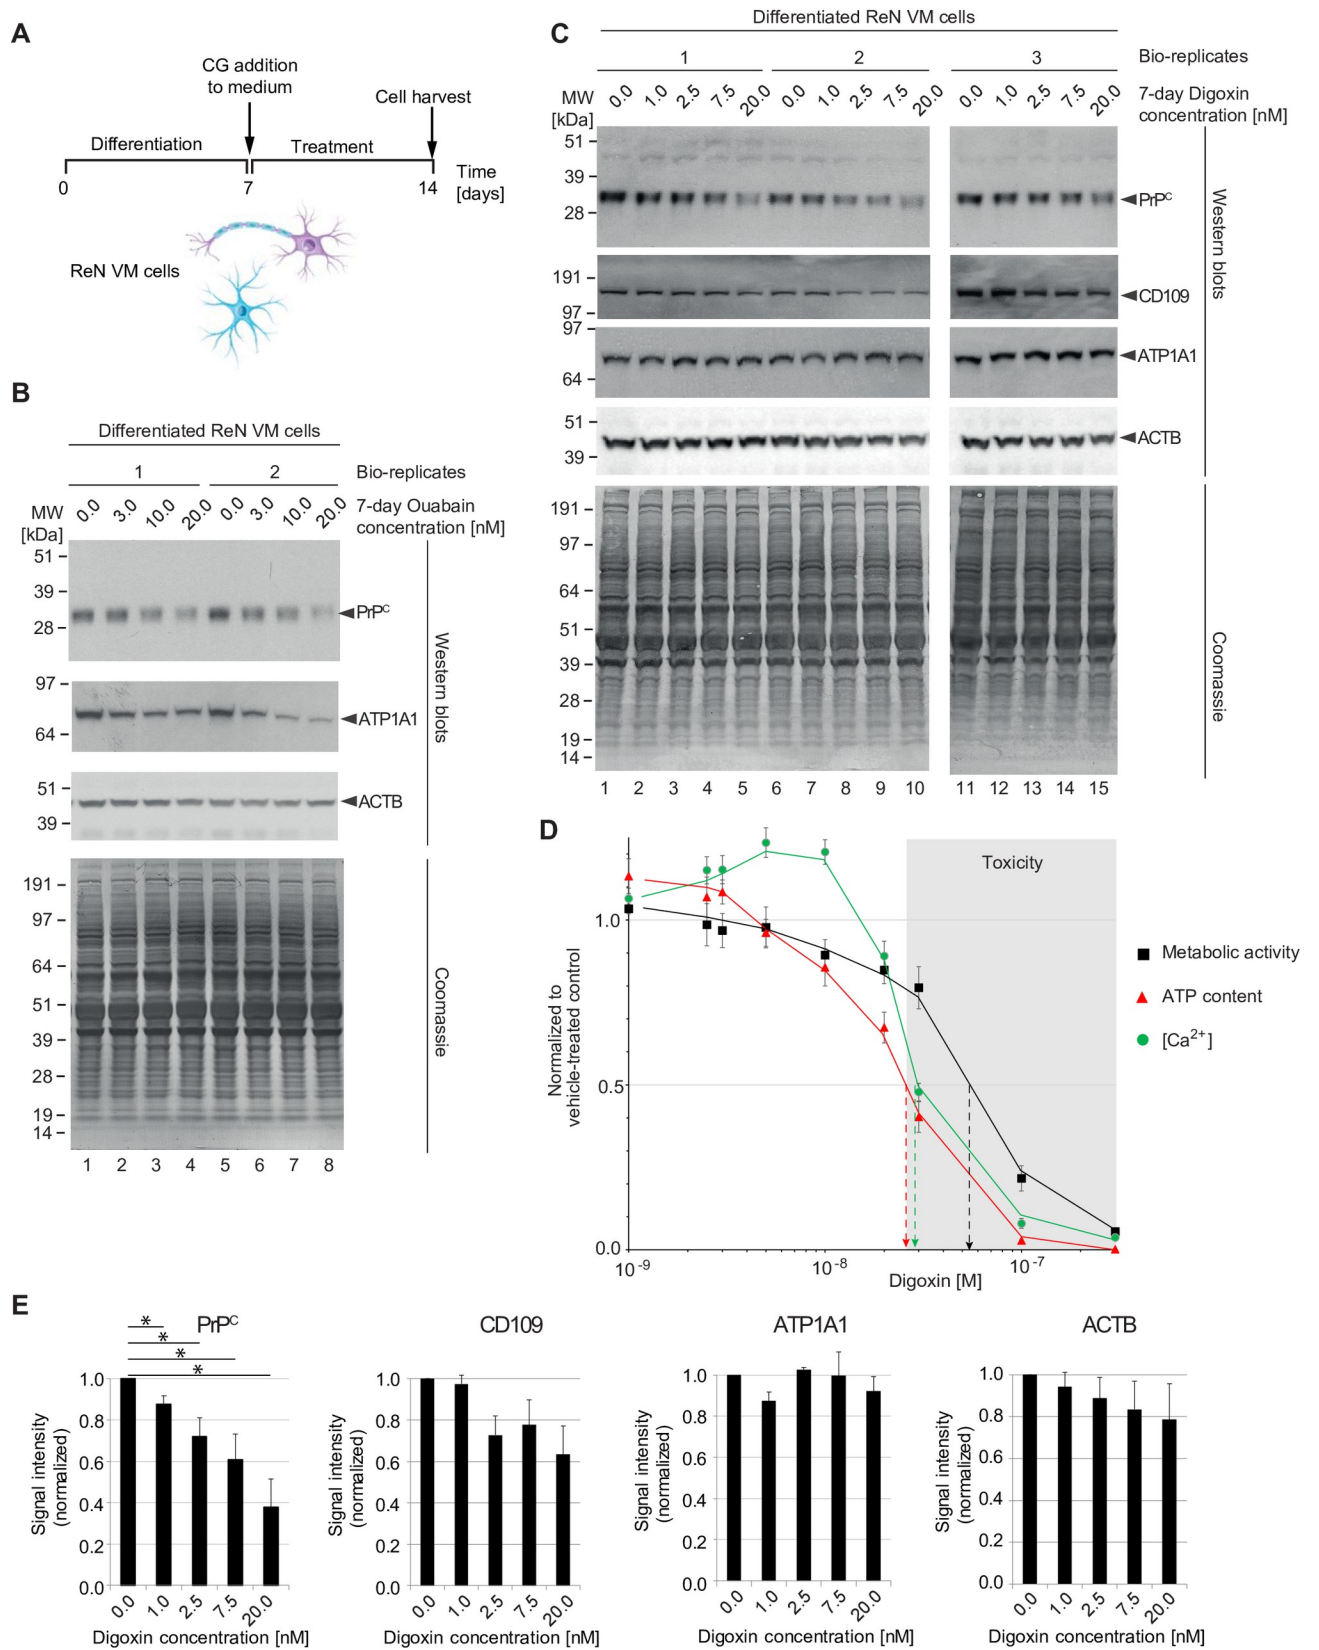 A
CG addition
to medium
Cell harvest
Differentiation
Treatment
0
7
14
Time
[days]
ReN VM cells
B
Differentiated ReN VM cells
1
2
Bio-replicates
MW
[kDa]
0.0
3.0
10.0
20.0
0.0
3.0
10.0
20.0
7-day Ouabain
concentration [nM]
51
39
28
PrPᶜ
97
64
ATP1A1
51
39
ACTB
Western blots
191
97
64
51
39
28
19
14
Coomassie
1 2 3 4 5 6 7 8
C
Differentiated ReN VM cells
1
2
3
Bio-replicates
MW
[kDa]
0.0
1.0
2.5
7.5
20.0
0.0
1.0
2.5
7.5
20.0
0.0
1.0
2.5
7.5
20.0
7-day Digoxin
concentration [nM]
51
39
28
PrPᶜ
191
97
CD109
97
64
ATP1A1
51
39
ACTB
Western blots
191
97
64
51
39
28
19
14
Coomassie
1 2 3 4 5 6 7 8 9 10 11 12 13 14 15
D
Toxicity
Normalized to
vehicle-treated control
1.0
0.5
0.0
10⁻⁹
10⁻⁸
10⁻⁷
Digoxin [M]
Metabolic activity
ATP content
[Ca²⁺]
E
* * * *
PrPᶜ
Signal intensity
(normalized)
1.0
0.8
0.6
0.4
0.2
0.0
0.0
1.0
2.5
7.5
20.0
Digoxin concentration [nM]
CD109
Signal intensity
(normalized)
1.0
0.8
0.6
0.4
0.2
0.0
0.0
1.0
2.5
7.5
20.0
Digoxin concentration [nM]
ATP1A1
Signal intensity
(normalized)
1.0
0.8
0.6
0.4
0.2
0.0
0.0
1.0
2.5
7.5
20.0
Digoxin concentration [nM]
ACTB
Signal intensity
(normalized)
1.0
0.8
0.6
0.4
0.2
0.0
0.0
1.0
2.5
7.5
20.0
Digoxin concentration [nM]